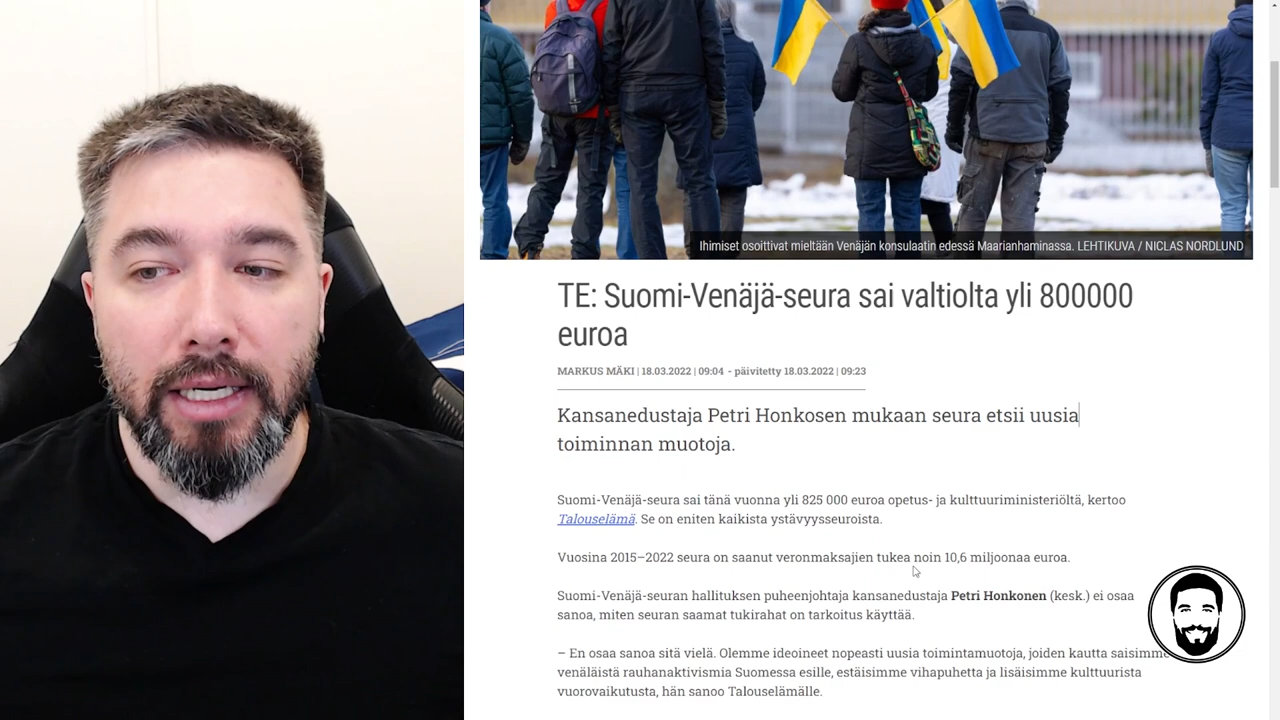 Ihimiset osoittivat mieltään Venäjän konsulaatin edessä Maarianhaminassa. LEHTIKUVA / NICLAS NORDLUND
TE: Suomi-Venäjä-seura sai valtiolta yli 800000
euroa
MARKUS MÄKI | 18.03.2022 | 09:04 - päivitetty 18.03.2022 | 09:23
Kansanedustaja Petri Honkosen mukaan seura etsii uusia
toiminnan muotoja.
Suomi-Venäjä-seura sai tänä vuonna yli 825 000 euroa opetus- ja kulttuuriministeriöltä, kertoo
Talouselämä. Se on eniten kaikista ystävyysseuroista.
Vuosina 2015–2022 seura on saanut veronmaksajien tukea noin 10,6 miljoonaa euroa.
Suomi-Venäjä-seuran hallituksen puheenjohtaja kansanedustaja Petri Honkonen (kesk.) ei osaa
sanoa, miten seuran saamat tukirahat on tarkoitus käyttää.
– En osaa sanoa sitä vielä. Olemme ideoineet nopeasti uusia toimintamuotoja, joiden kautta saisimme
venäläistä rauhanaktivismia Suomessa esille, estäisimme vihapuhetta ja lisäisimme kulttuurista
vuorovaikutusta, hän sanoo Talouselämälle.